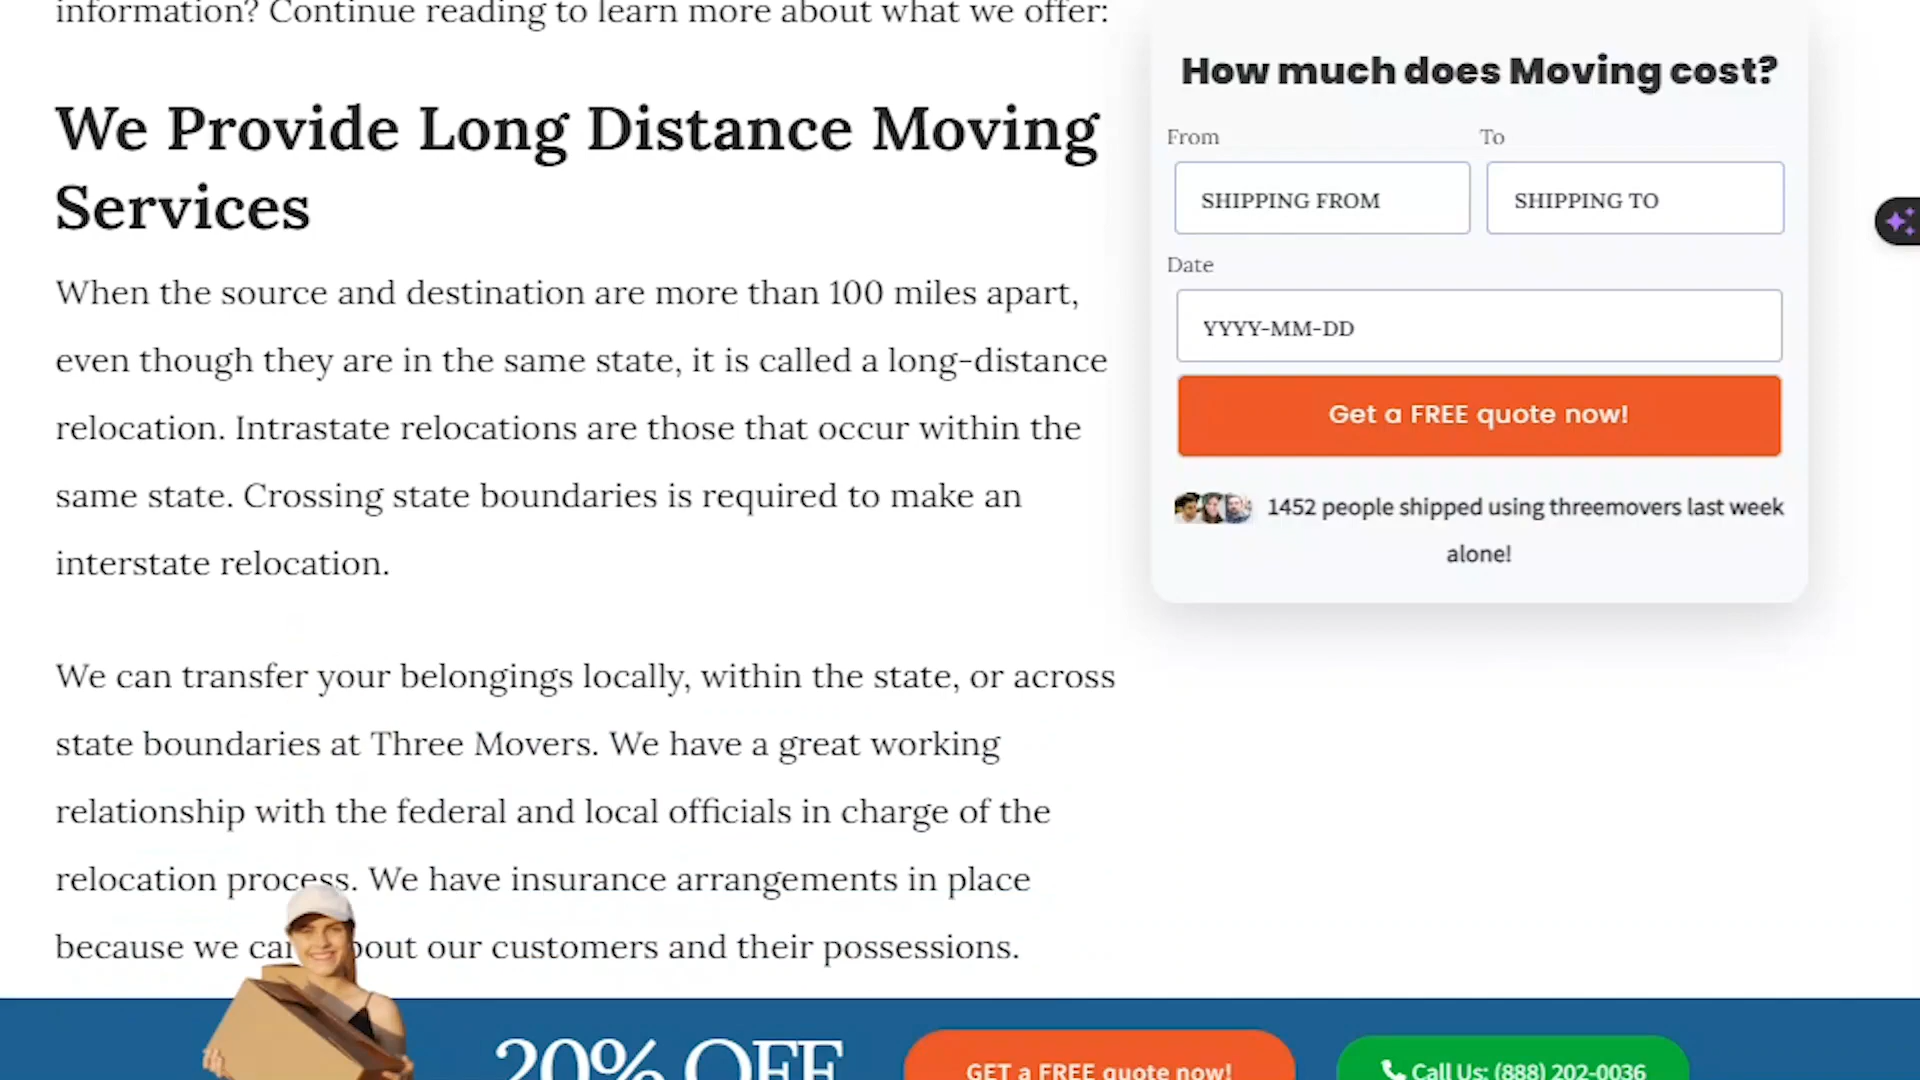 information? Continue reading to learn more about what we offer:
We Provide Long Distance Moving
Services
When the source and destination are more than 100 miles apart,
even though they are in the same state, it is called a long-distance
relocation. Intrastate relocations are those that occur within the
same state. Crossing state boundaries is required to make an
interstate relocation.
We can transfer your belongings locally, within the state, or across
state boundaries at Three Movers. We have a great working
relationship with the federal and local officials in charge of the
relocation process. We have insurance arrangements in place
because we car bout our customers and their possessions.
How much does Moving cost?
From To
SHIPPING FROM SHIPPING TO
Date
YYYY-MM-DD
Get a FREE quote now!
1452 people shipped using threemovers last week
alone!
20% OFF
GET a FREE quote now!
Call Us: (888) 202-0036